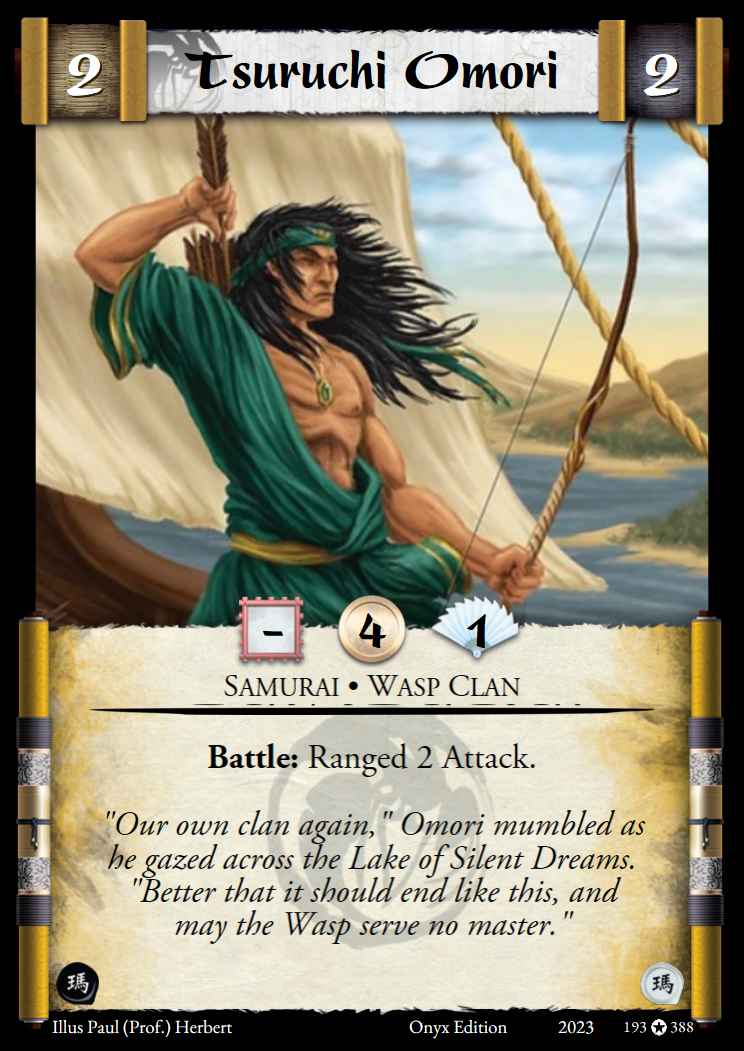 2 Tsuruchi Omori 2
- 4 1
Samurai • Wasp Clan
Battle: Ranged 2 Attack.
"Our own clan again," Omori mumbled as
he gazed across the Lake of Silent Dreams.
"Better that it should end like this, and
may the Wasp serve no master."
瑪 瑪
Illus Paul (Prof.) Herbert Onyx Edition 2023 193 ✪ 388